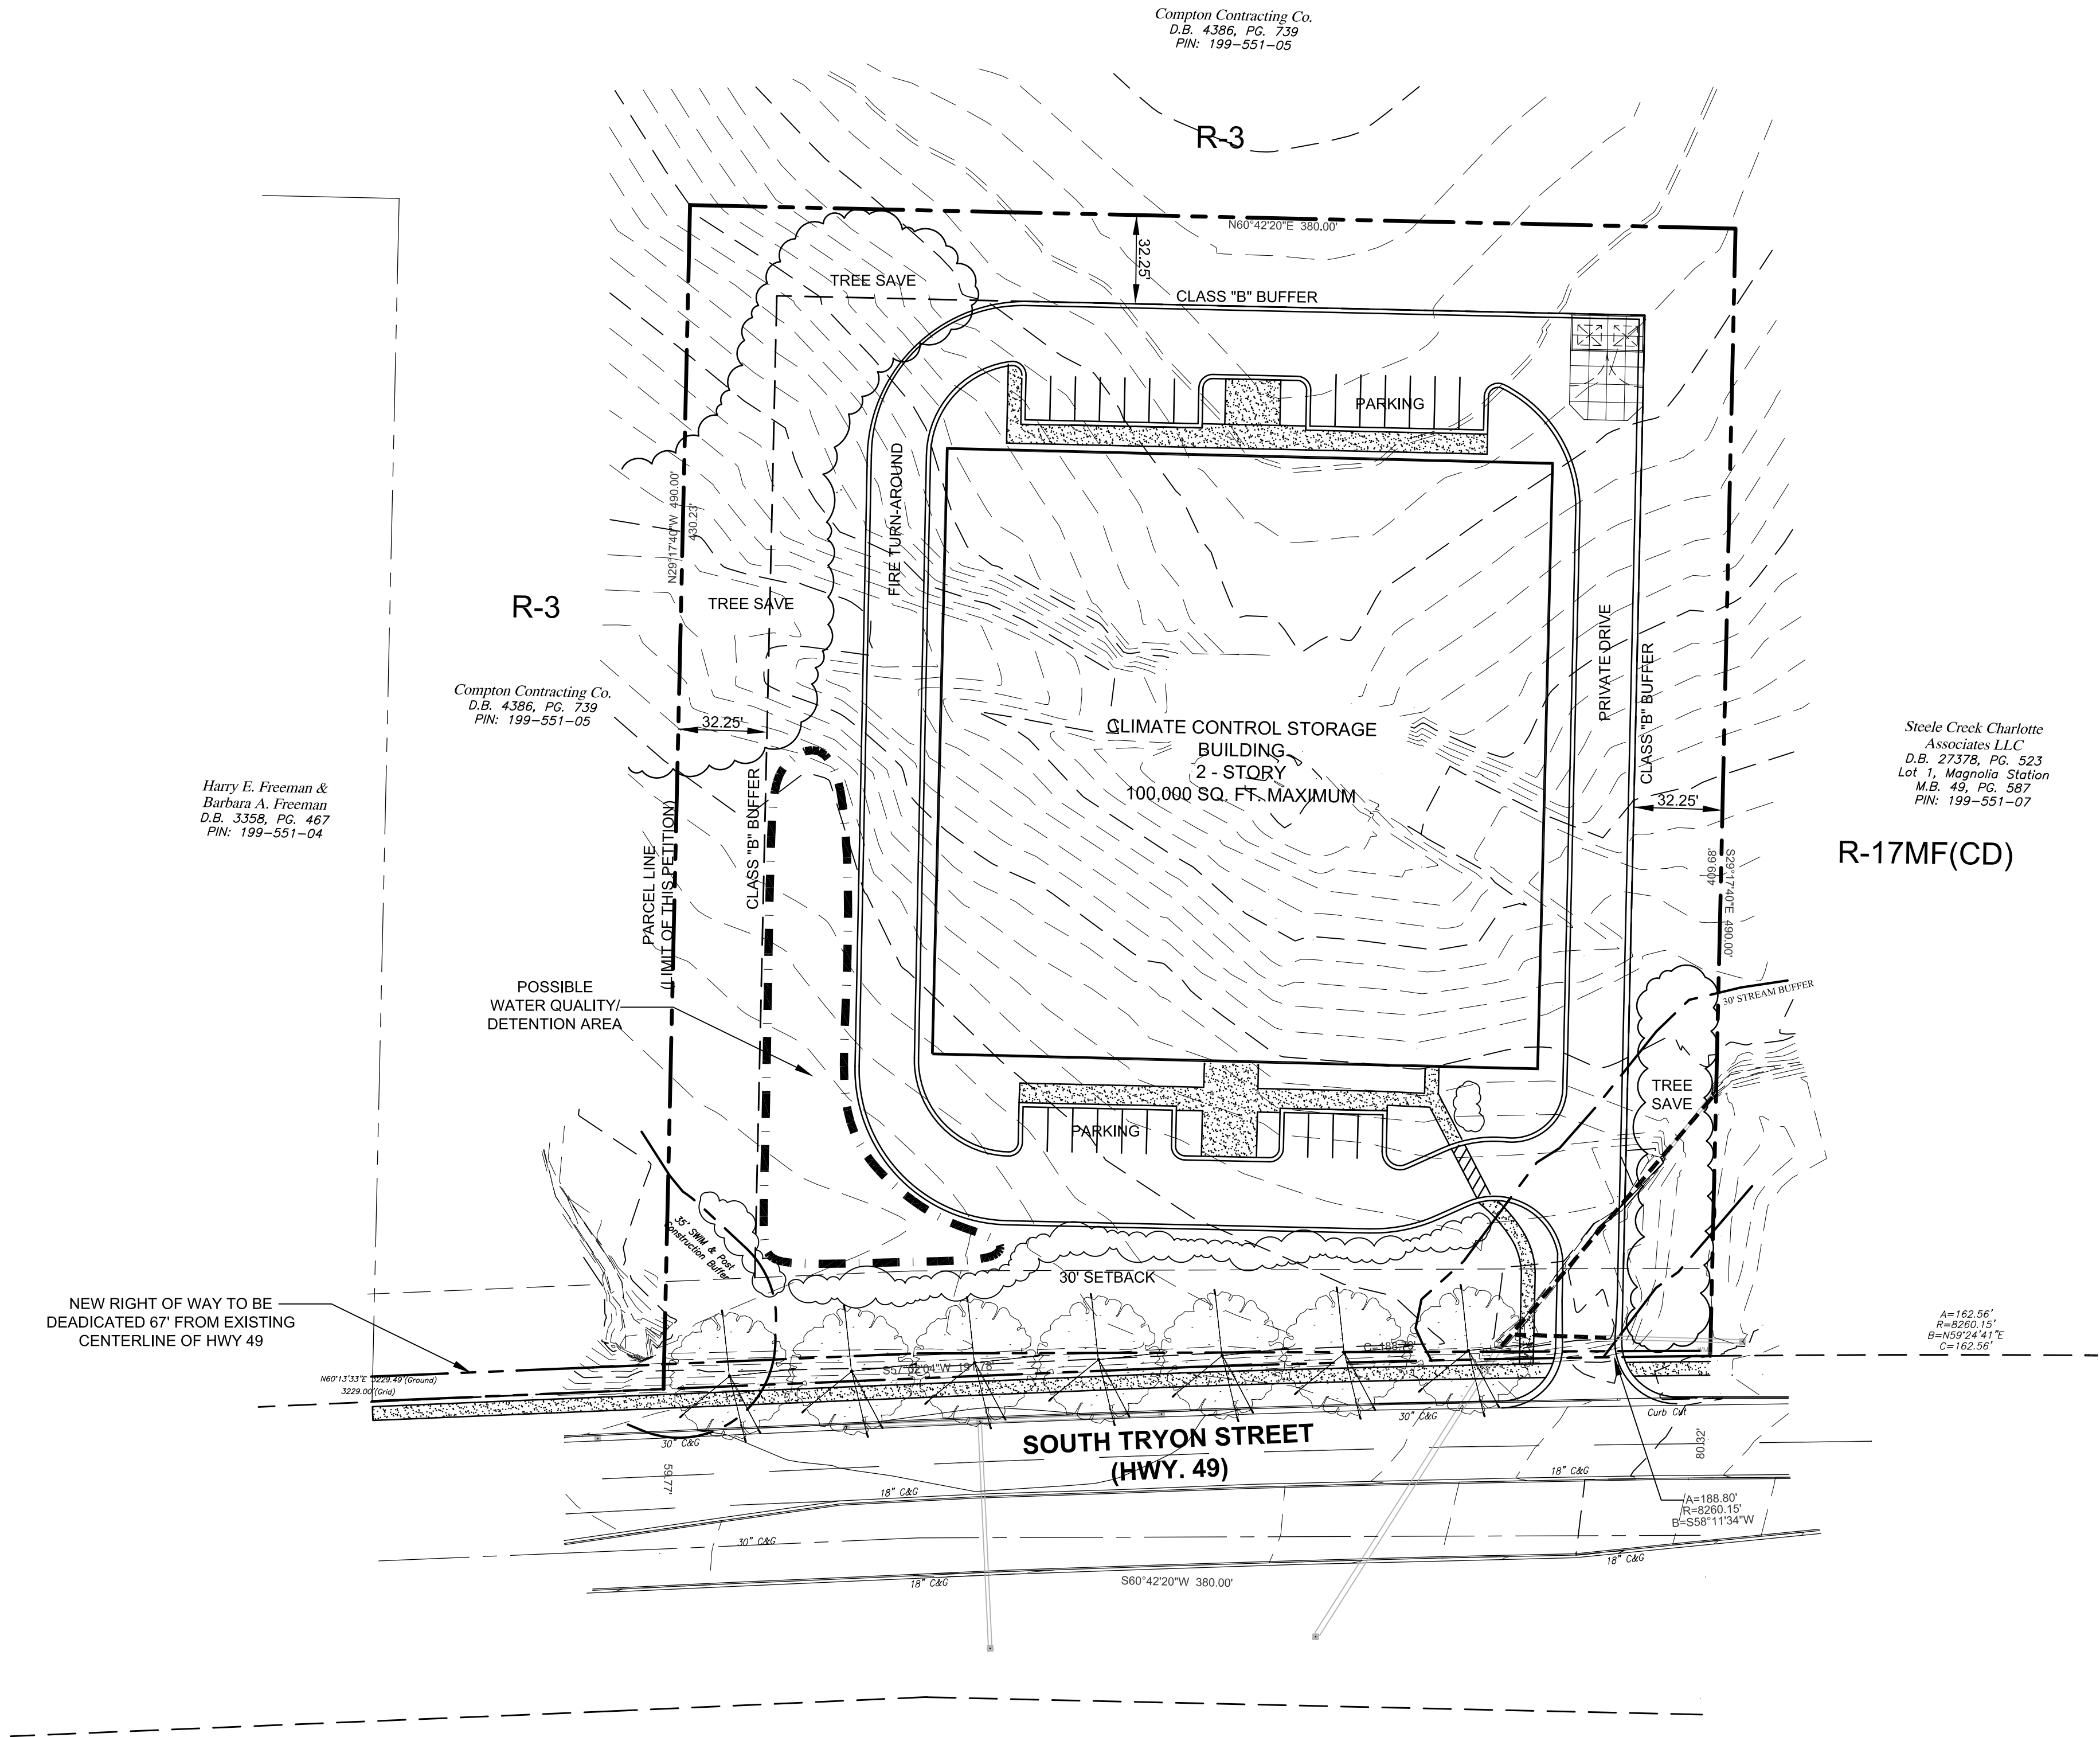 Compton Contracting Co.
D.B. 4386, PG. 739
PIN: 199-551-05
R-3
N60°42'20"E 380.00'
32.25'
TREE SAVE
CLASS "B" BUFFER
PARKING
FIRE TURN-AROUND
N29°17'40"W 490.00'
430.23'
R-3
TREE SAVE
PRIVATE DRIVE
CLASS "B" BUFFER
Compton Contracting Co.
D.B. 4386, PG. 739
PIN: 199-551-05
32.25'
CLIMATE CONTROL STORAGE
BUILDING
2 - STORY
100,000 SQ. FT. MAXIMUM
Steele Creek Charlotte
Associates LLC
D.B. 27378, PG. 523
Lot 1, Magnolia Station
M.B. 49, PG. 587
PIN: 199-551-07
32.25'
Harry E. Freeman &
Barbara A. Freeman
D.B. 3358, PG. 467
PIN: 199-551-04
R-17MF(CD)
PARCEL LINE
(LIMIT OF THIS PETITION)
CLASS "B" BUFFER
409.68'
S29°17'40"E 490.00'
POSSIBLE
WATER QUALITY/
DETENTION AREA
30' STREAM BUFFER
TREE
SAVE
PARKING
35' SWIM & Post
Construction Buffer
30' SETBACK
NEW RIGHT OF WAY TO BE
DEADICATED 67' FROM EXISTING
CENTERLINE OF HWY 49
A=162.56'
R=8260.15'
B=N59°24'41"E
C=162.56'
S57°02'04"W 191.78'
N60°13'33"E 3229.49'(Ground)
3229.00'(Grid)
30" C&G
Curb Cut
30" C&G
SOUTH TRYON STREET
(HWY. 49)
59.77'
80.32'
18" C&G
18" C&G
A=188.80'
R=8260.15'
B=S58°11'34"W
30" C&G
18" C&G
18" C&G
S60°42'20"W 380.00'